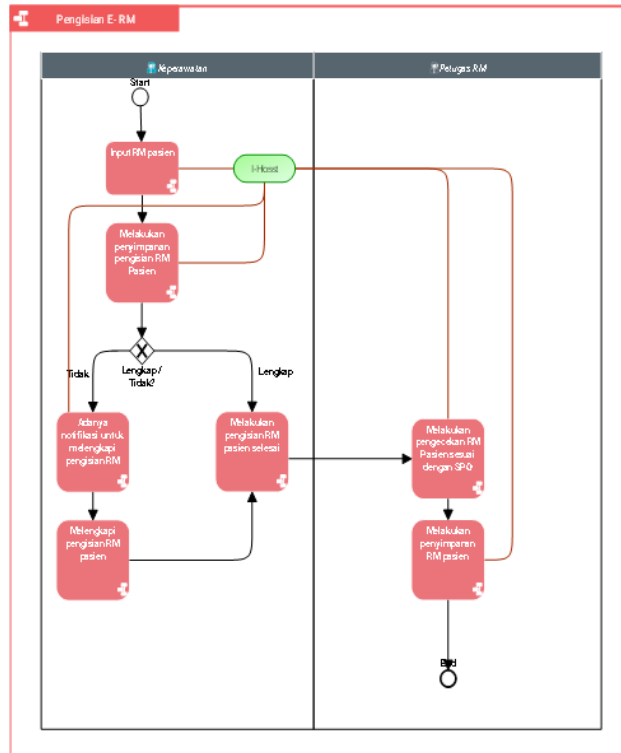 Pengisian E-RM
Keperawatan
Petugas RM
Start
Input RM pasien
i-Hosst
Melakukan
penyimpanan
pengisian RM
Pasien
Lengkap /
Tidak?
Tidak
Lengkap
Adanya
notifikasi untuk
melengkapi
pengisian RM
Melakukan
pengisian RM
pasien selesai
Melakukan
pengecekan RM
Pasien sesuai
dengan SPO
Melengkapi
pengisian RM
pasien
Melakukan
penyimpanan
RM pasien
End